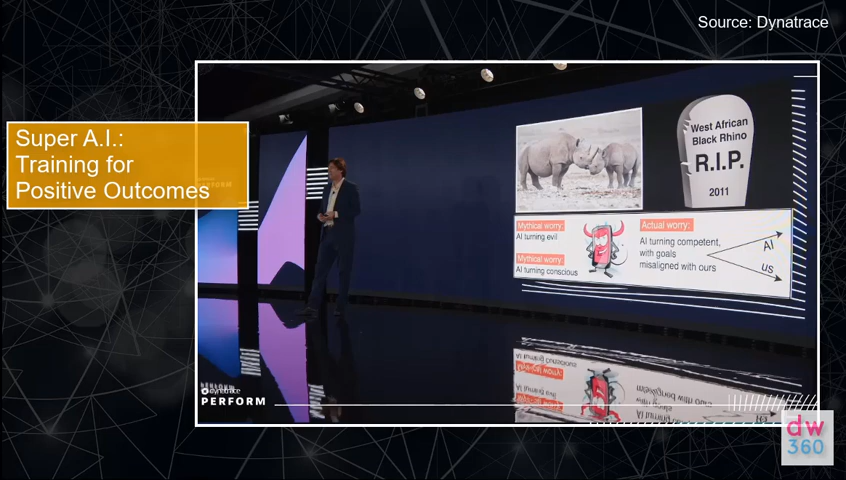 Source: Dynatrace
Super A.I.:
Training for
Positive Outcomes
West African
Black Rhino
R.I.P.
2011
Mythical worry:
AI turning evil
Mythical worry:
AI turning conscious
Actual worry:
AI turning competent,
with goals
misaligned with ours
AI
us
dynatrace
PERFORM
dw
360